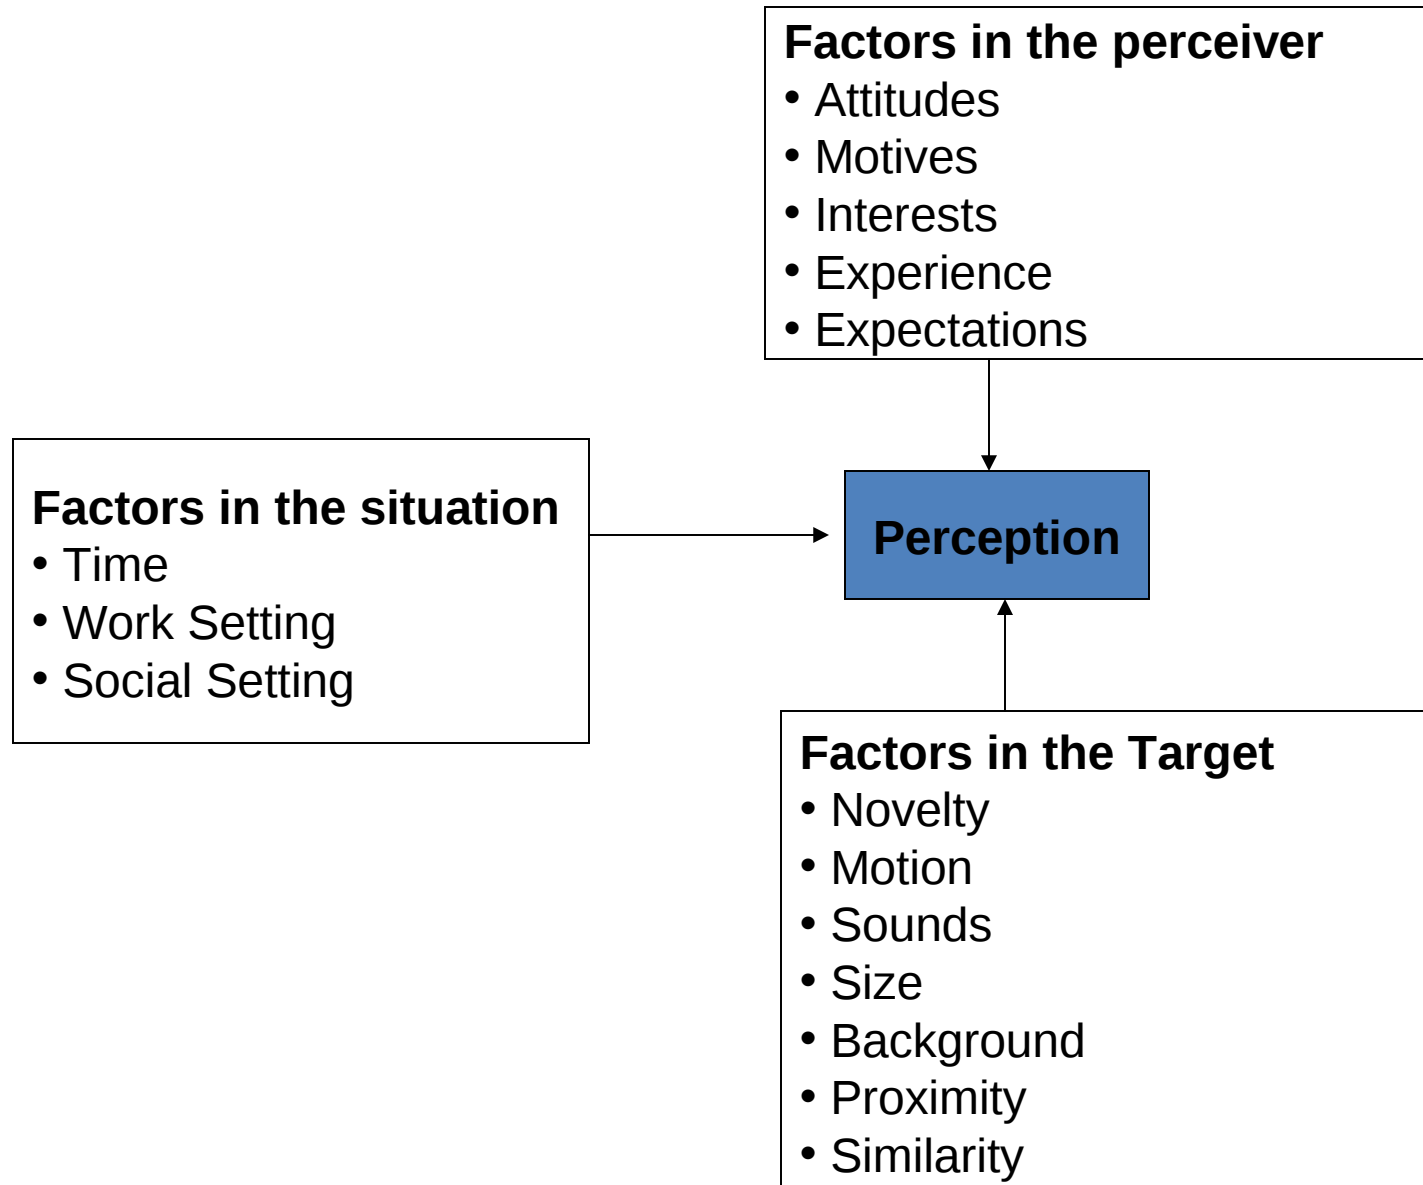 Factors in the perceiver
• Attitudes
• Motives
• Interests
• Experience
• Expectations
Factors in the situation
• Time
• Work Setting
• Social Setting
Perception
Factors in the Target
• Novelty
• Motion
• Sounds
• Size
• Background
• Proximity
• Similarity